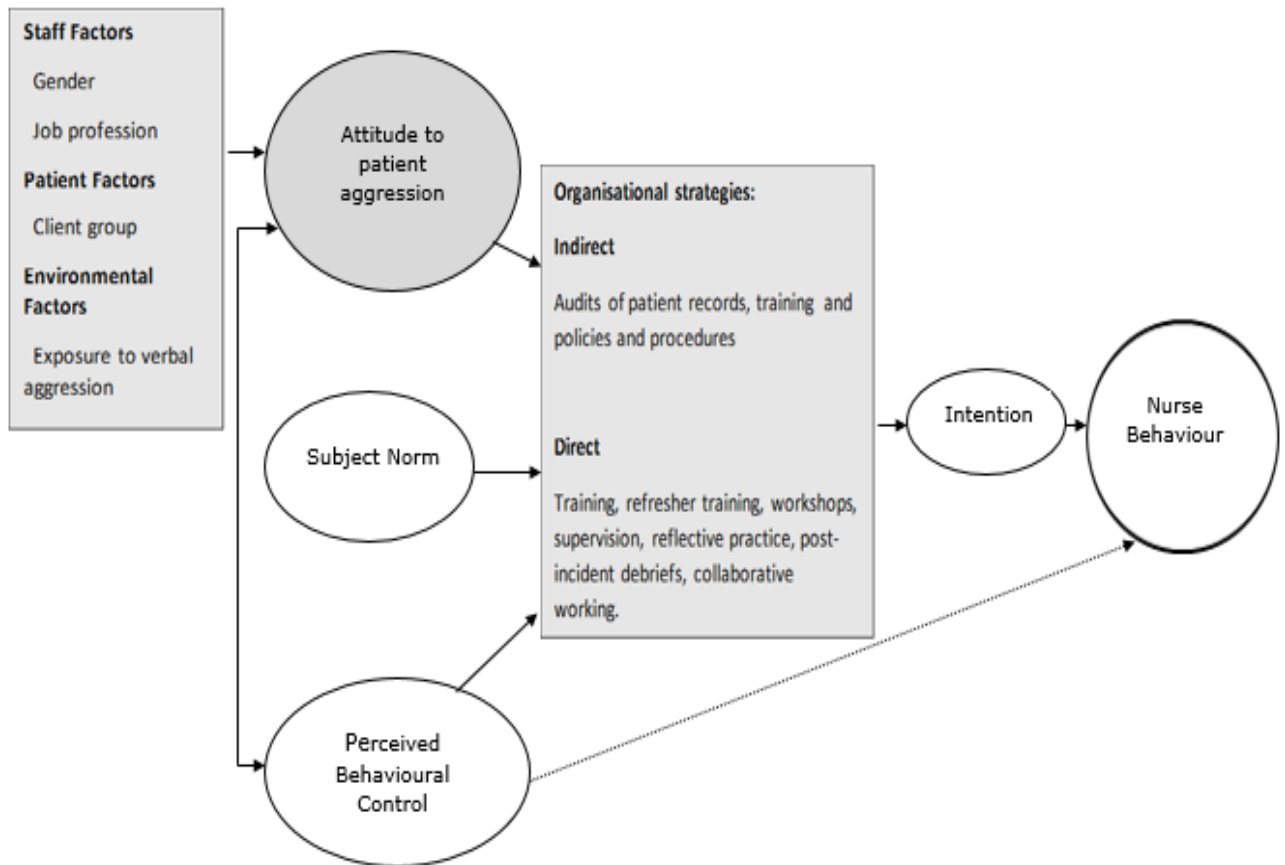 Staff Factors
Gender
Job profession
Patient Factors
Client group
Environmental
Factors
Exposure to verbal
aggression
Attitude to
patient
aggression
Subject Norm
Perceived
Behavioural
Control
Organisational strategies:
Indirect
Audits of patient records, training and
policies and procedures
Direct
Training, refresher training, workshops,
supervision, reflective practice, post-
incident debriefs, collaborative
working.
Intention
Nurse
Behaviour